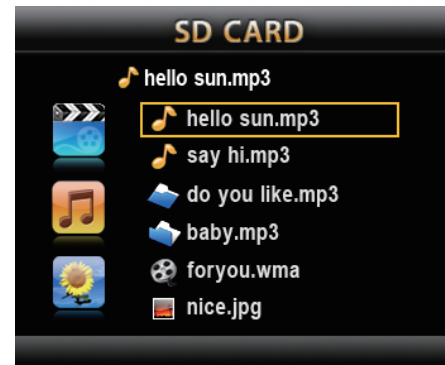 SD CARD
hello sun.mp3
hello sun.mp3
say hi.mp3
do you like.mp3
baby.mp3
foryou.wma
nice.jpg